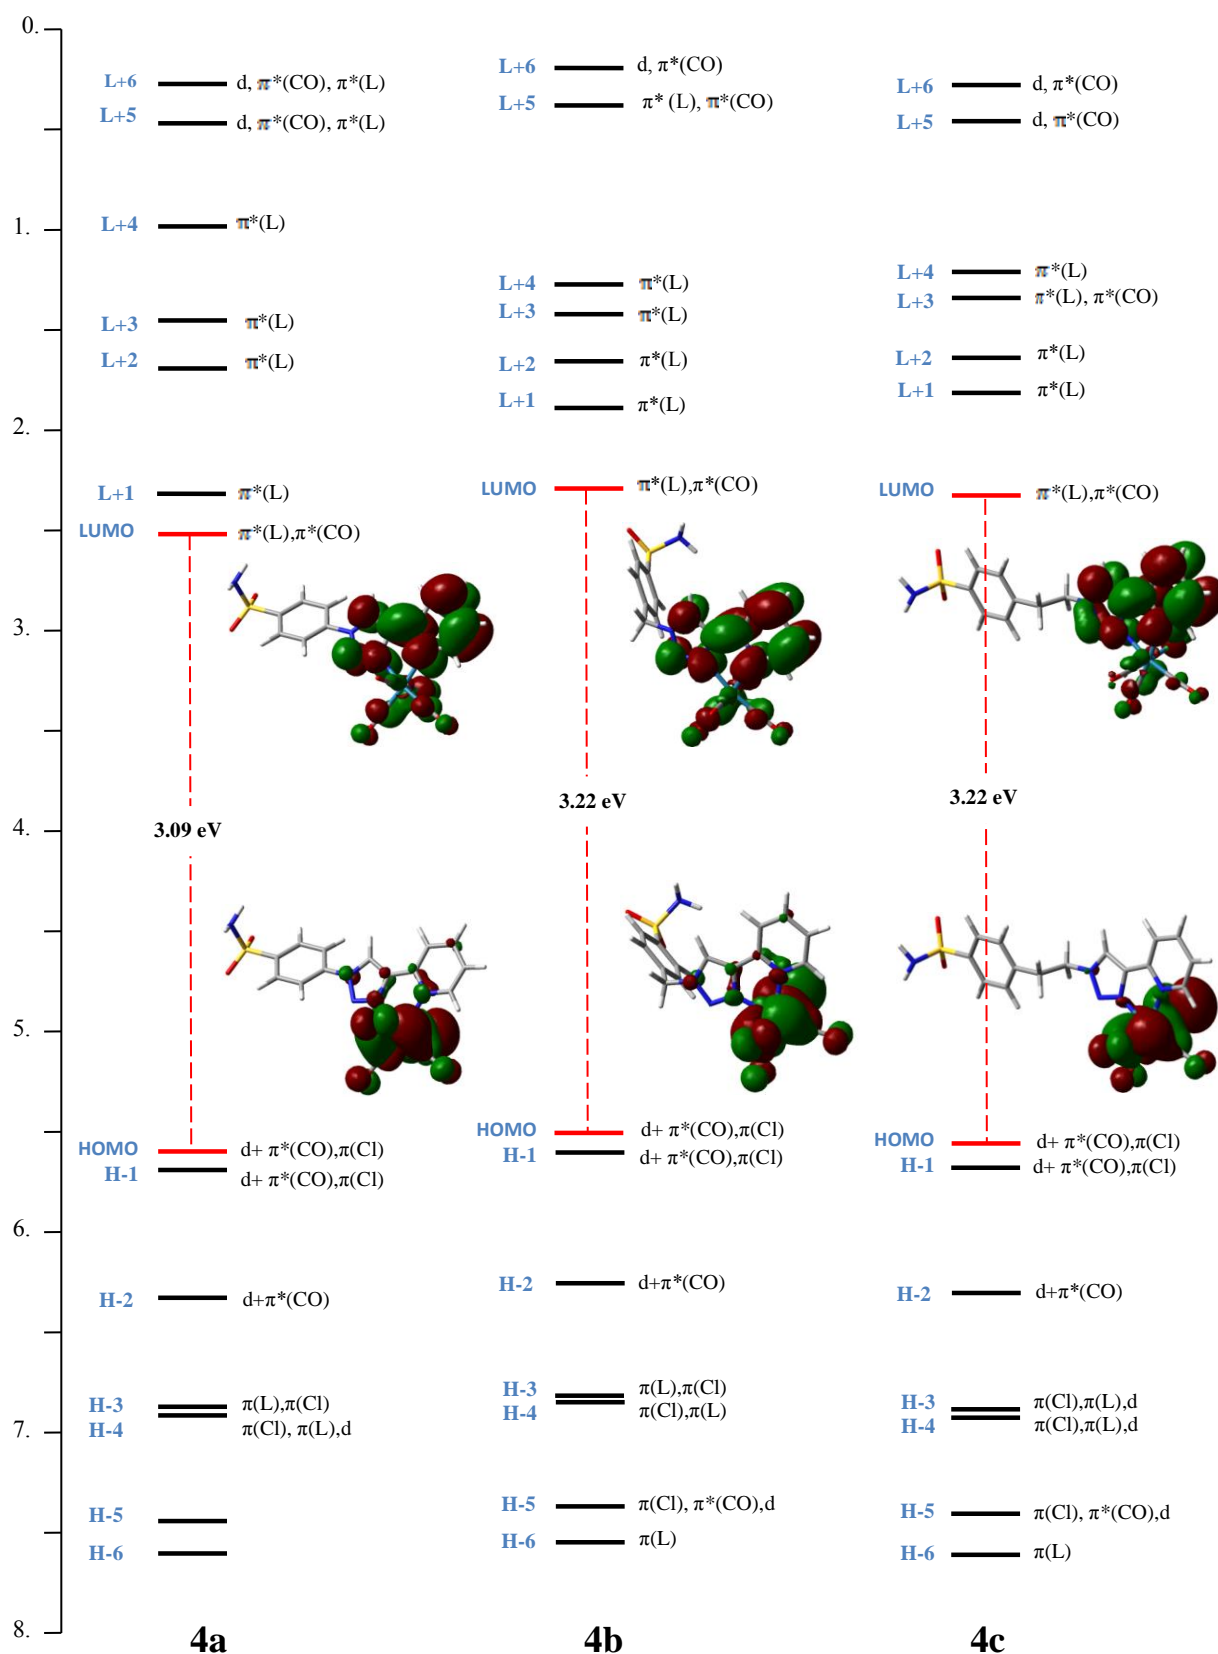 0.
L+6 d, π*(CO), π*(L)
L+5 d, π*(CO), π*(L)
L+4 π*(L)
L+3 π*(L)
L+2 π*(L)
L+1 π*(L)
LUMO π*(L),π*(CO)
3.09 eV
HOMO d+ π*(CO),π(Cl)
H-1 d+ π*(CO),π(Cl)
H-2 d+π*(CO)
H-3 π(L),π(Cl)
H-4 π(Cl), π(L),d
H-5
H-6
4a
L+6 d, π*(CO)
L+5 π* (L), π*(CO)
L+4 π*(L)
L+3 π*(L)
L+2 π*(L)
L+1 π*(L)
LUMO π*(L),π*(CO)
3.22 eV
HOMO d+ π*(CO),π(Cl)
H-1 d+ π*(CO),π(Cl)
H-2 d+π*(CO)
H-3 π(L),π(Cl)
H-4 π(Cl),π(L)
H-5 π(Cl), π*(CO),d
H-6 π(L)
4b
L+6 d, π*(CO)
L+5 d, π*(CO)
L+4 π*(L)
L+3 π*(L), π*(CO)
L+2 π*(L)
L+1 π*(L)
LUMO π*(L),π*(CO)
3.22 eV
HOMO d+ π*(CO),π(Cl)
H-1 d+ π*(CO),π(Cl)
H-2 d+π*(CO)
H-3 π(Cl),π(L),d
H-4 π(Cl),π(L),d
H-5 π(Cl), π*(CO),d
H-6 π(L)
4c
1.
2.
3.
4.
5.
6.
7.
8.